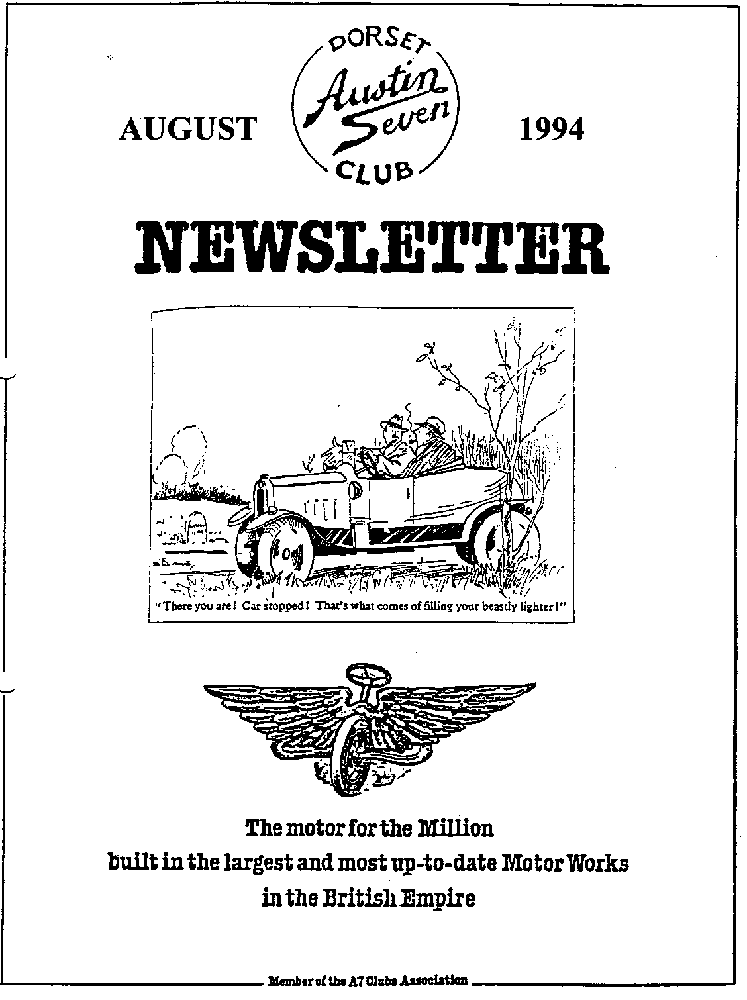 DORSET
Austin
Seven
CLUB
AUGUST 1994
NEWSLETTER
"There you are! Car stopped! That's what comes of filling your beastly lighter!"
The motor for the Million
built in the largest and most up-to-date Motor Works
in the British Empire
Member of the A7 Clubs Association